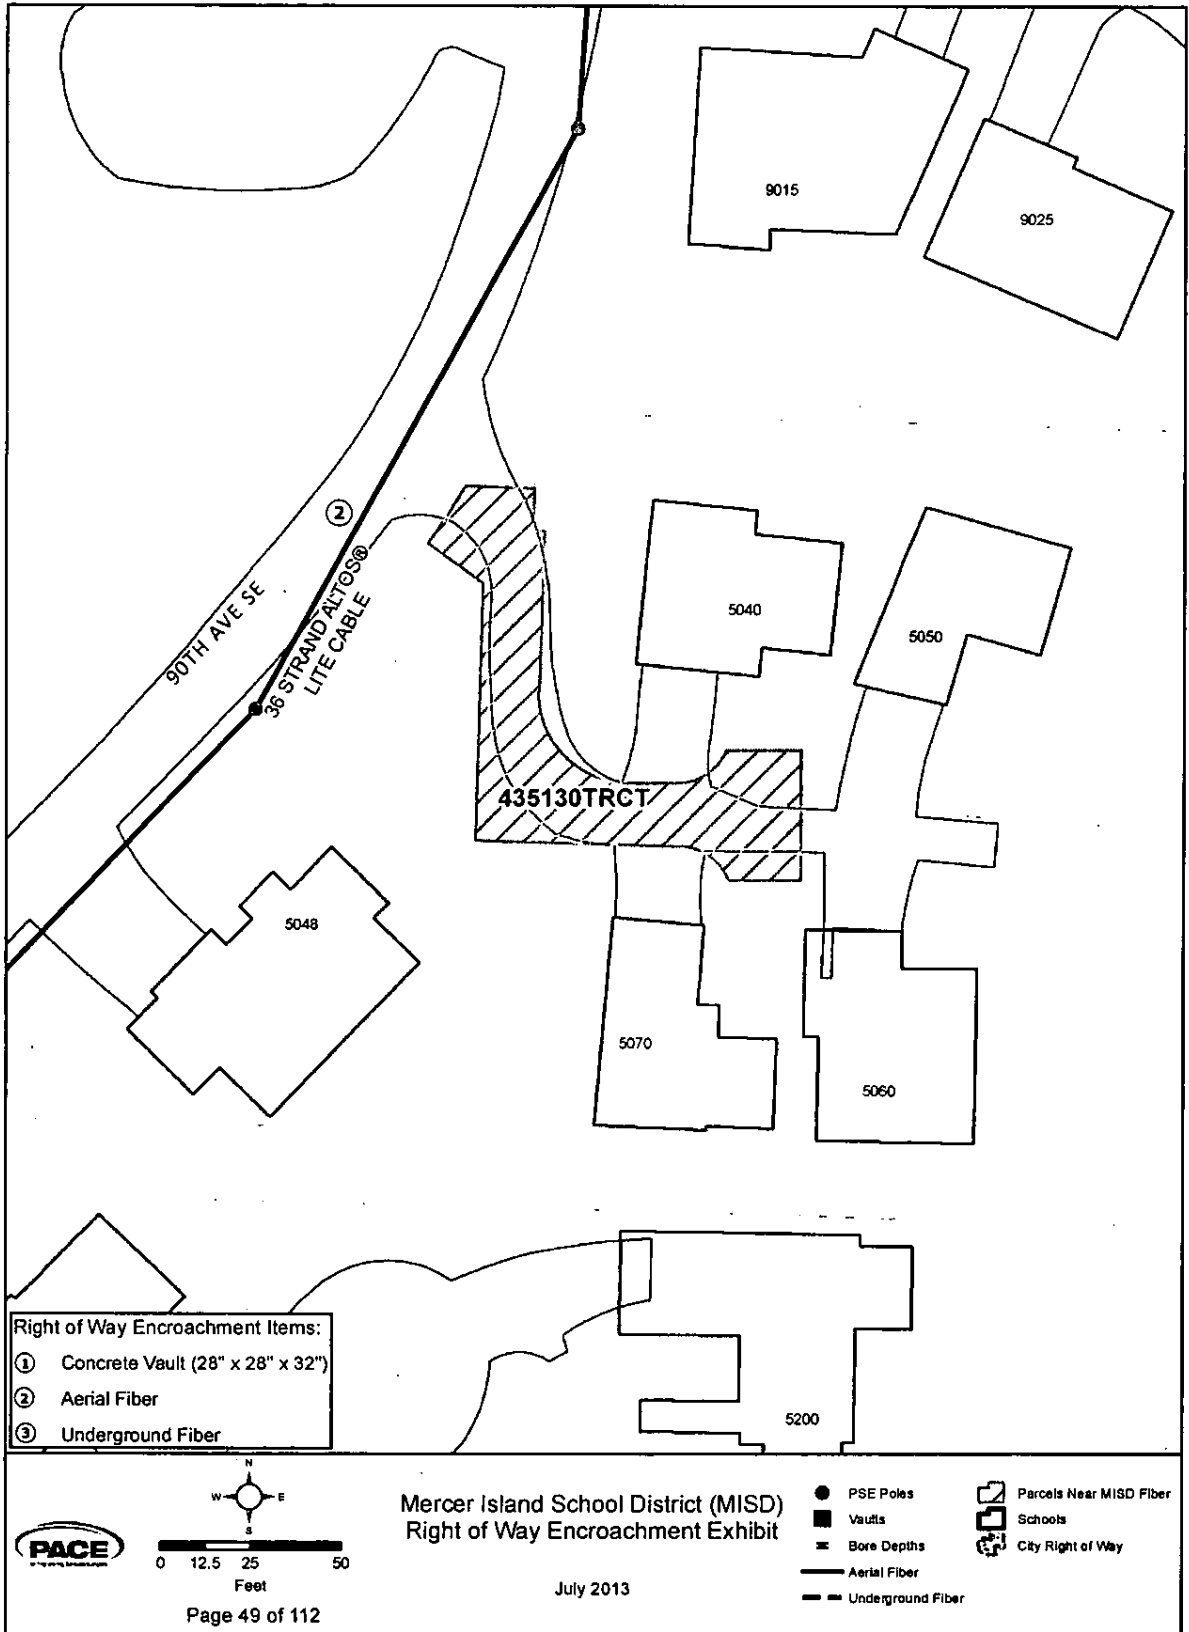 9015
9025
2
90TH AVE SE
36 STRAND ALTOS®
LITE CABLE
5040
5050
435130TRCT
5048
5070
5060
5200
Right of Way Encroachment Items:
1 Concrete Vault (28" x 28" x 32")
2 Aerial Fiber
3 Underground Fiber
PACE
N
W
E
S
0 12.5 25 50
Feet
Page 49 of 112
Mercer Island School District (MISD)
Right of Way Encroachment Exhibit
July 2013
PSE Poles
Vaults
Bore Depths
Aerial Fiber
Underground Fiber
Parcels Near MISD Fiber
Schools
City Right of Way